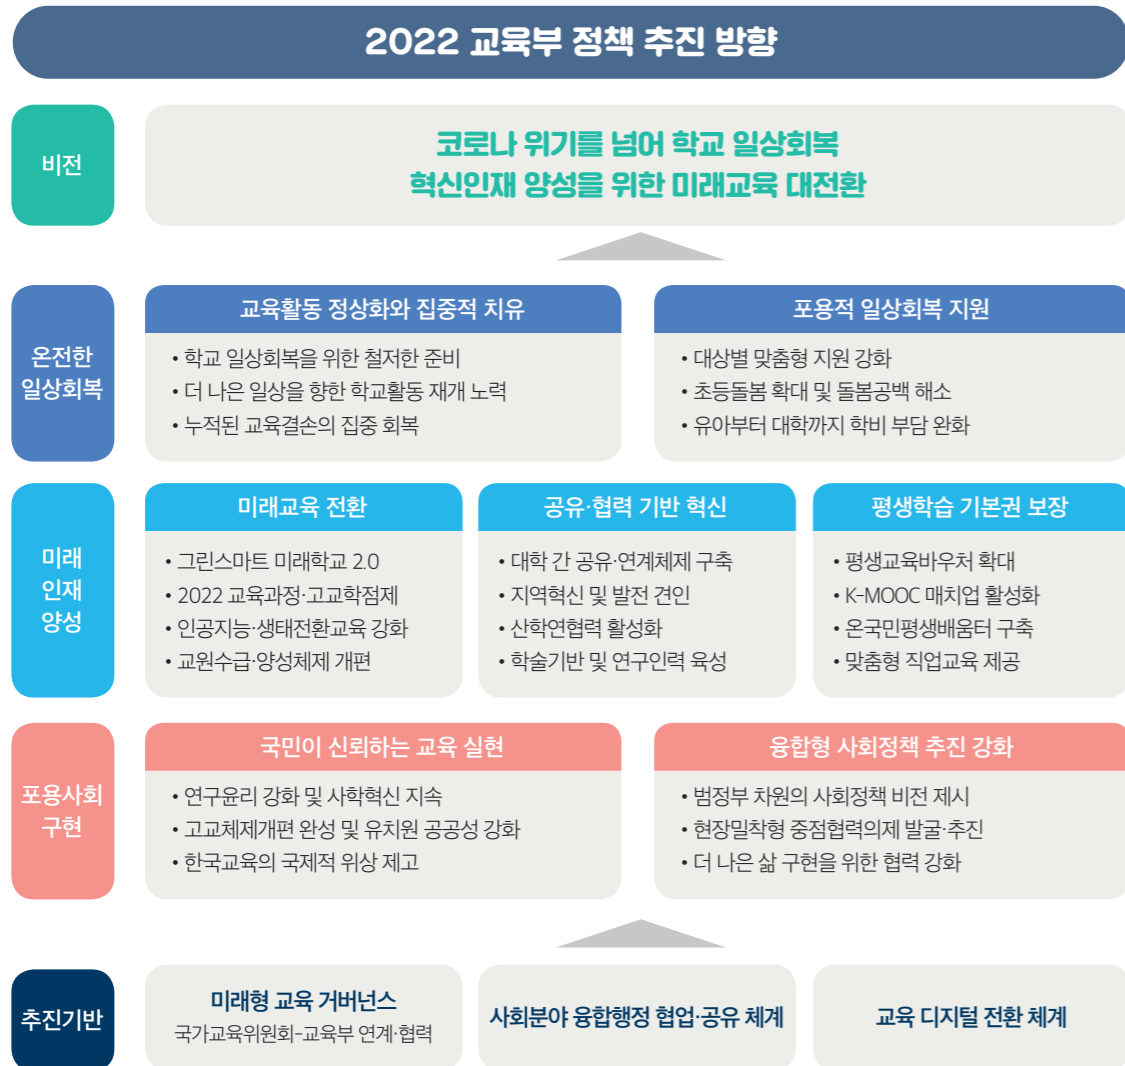 2022 교육부 정책 추진 방향
비전
코로나 위기를 넘어 학교 일상회복
혁신인재 양성을 위한 미래교육 대전환
온전한
일상회복
교육활동 정상화와 집중적 치유
• 학교 일상회복을 위한 철저한 준비
• 더 나은 일상을 향한 학교활동 재개 노력
• 누적된 교육결손의 집중 회복
포용적 일상회복 지원
• 대상별 맞춤형 지원 강화
• 초등돌봄 확대 및 돌봄공백 해소
• 유아부터 대학까지 학비 부담 완화
미래
인재
양성
미래교육 전환
• 그린스마트 미래학교 2.0
• 2022 교육과정·고교학점제
• 인공지능·생태전환교육 강화
• 교원수급·양성체제 개편
공유·협력 기반 혁신
• 대학 간 공유·연계체제 구축
• 지역혁신 및 발전 견인
• 산학연협력 활성화
• 학술기반 및 연구인력 육성
평생학습 기본권 보장
• 평생교육바우처 확대
• K-MOOC 매치업 활성화
• 온국민평생배움터 구축
• 맞춤형 직업교육 제공
포용사회
구현
국민이 신뢰하는 교육 실현
• 연구윤리 강화 및 사학혁신 지속
• 고교체제개편 완성 및 유치원 공공성 강화
• 한국교육의 국제적 위상 제고
융합형 사회정책 추진 강화
• 범정부 차원의 사회정책 비전 제시
• 현장밀착형 중점협력의제 발굴·추진
• 더 나은 삶 구현을 위한 협력 강화
추진기반
미래형 교육 거버넌스
국가교육위원회-교육부 연계·협력
사회분야 융합행정 협업·공유 체계
교육 디지털 전환 체계